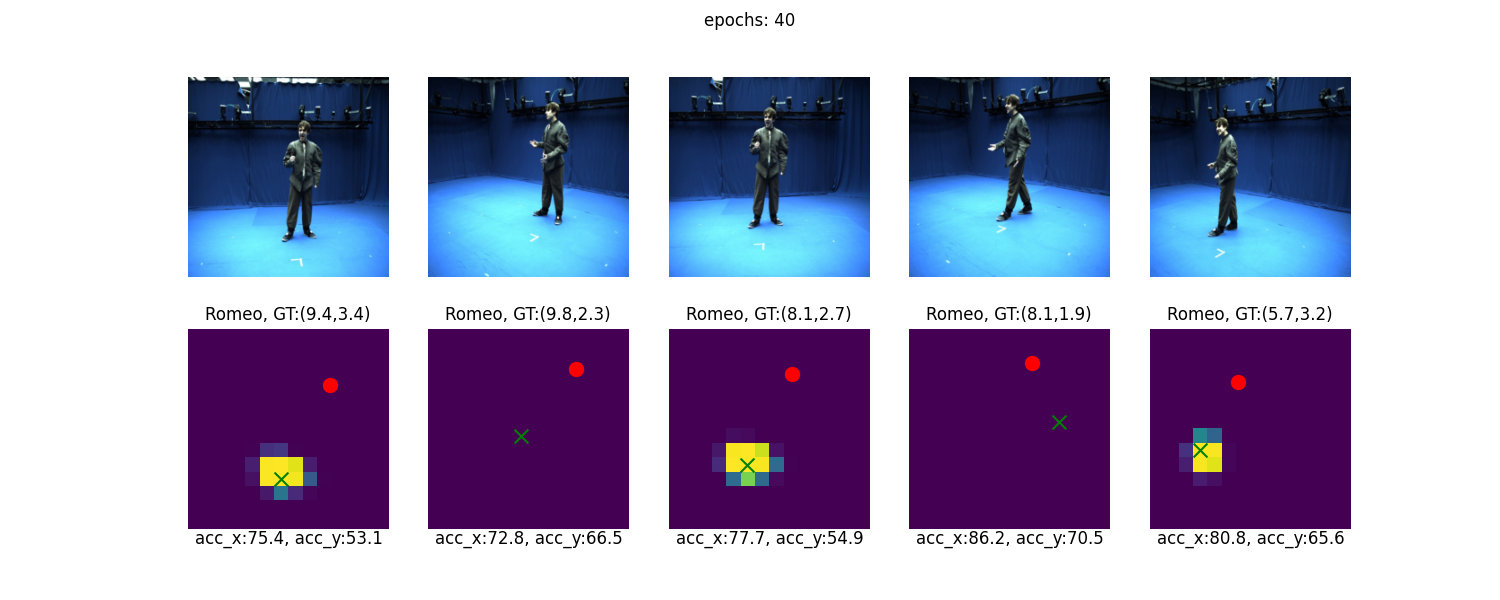 epochs: 40
Romeo, GT:(9.4,3.4)
Romeo, GT:(9.8,2.3)
Romeo, GT:(8.1,2.7)
Romeo, GT:(8.1,1.9)
Romeo, GT:(5.7,3.2)
acc_x:75.4, acc_y:53.1
acc_x:72.8, acc_y:66.5
acc_x:77.7, acc_y:54.9
acc_x:86.2, acc_y:70.5
acc_x:80.8, acc_y:65.6